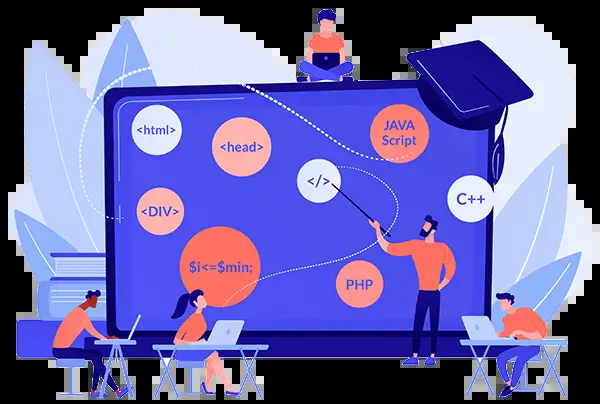 <html>
<head>
JAVA
Script
</>
C++
<DIV>
$i<=$min;
PHP